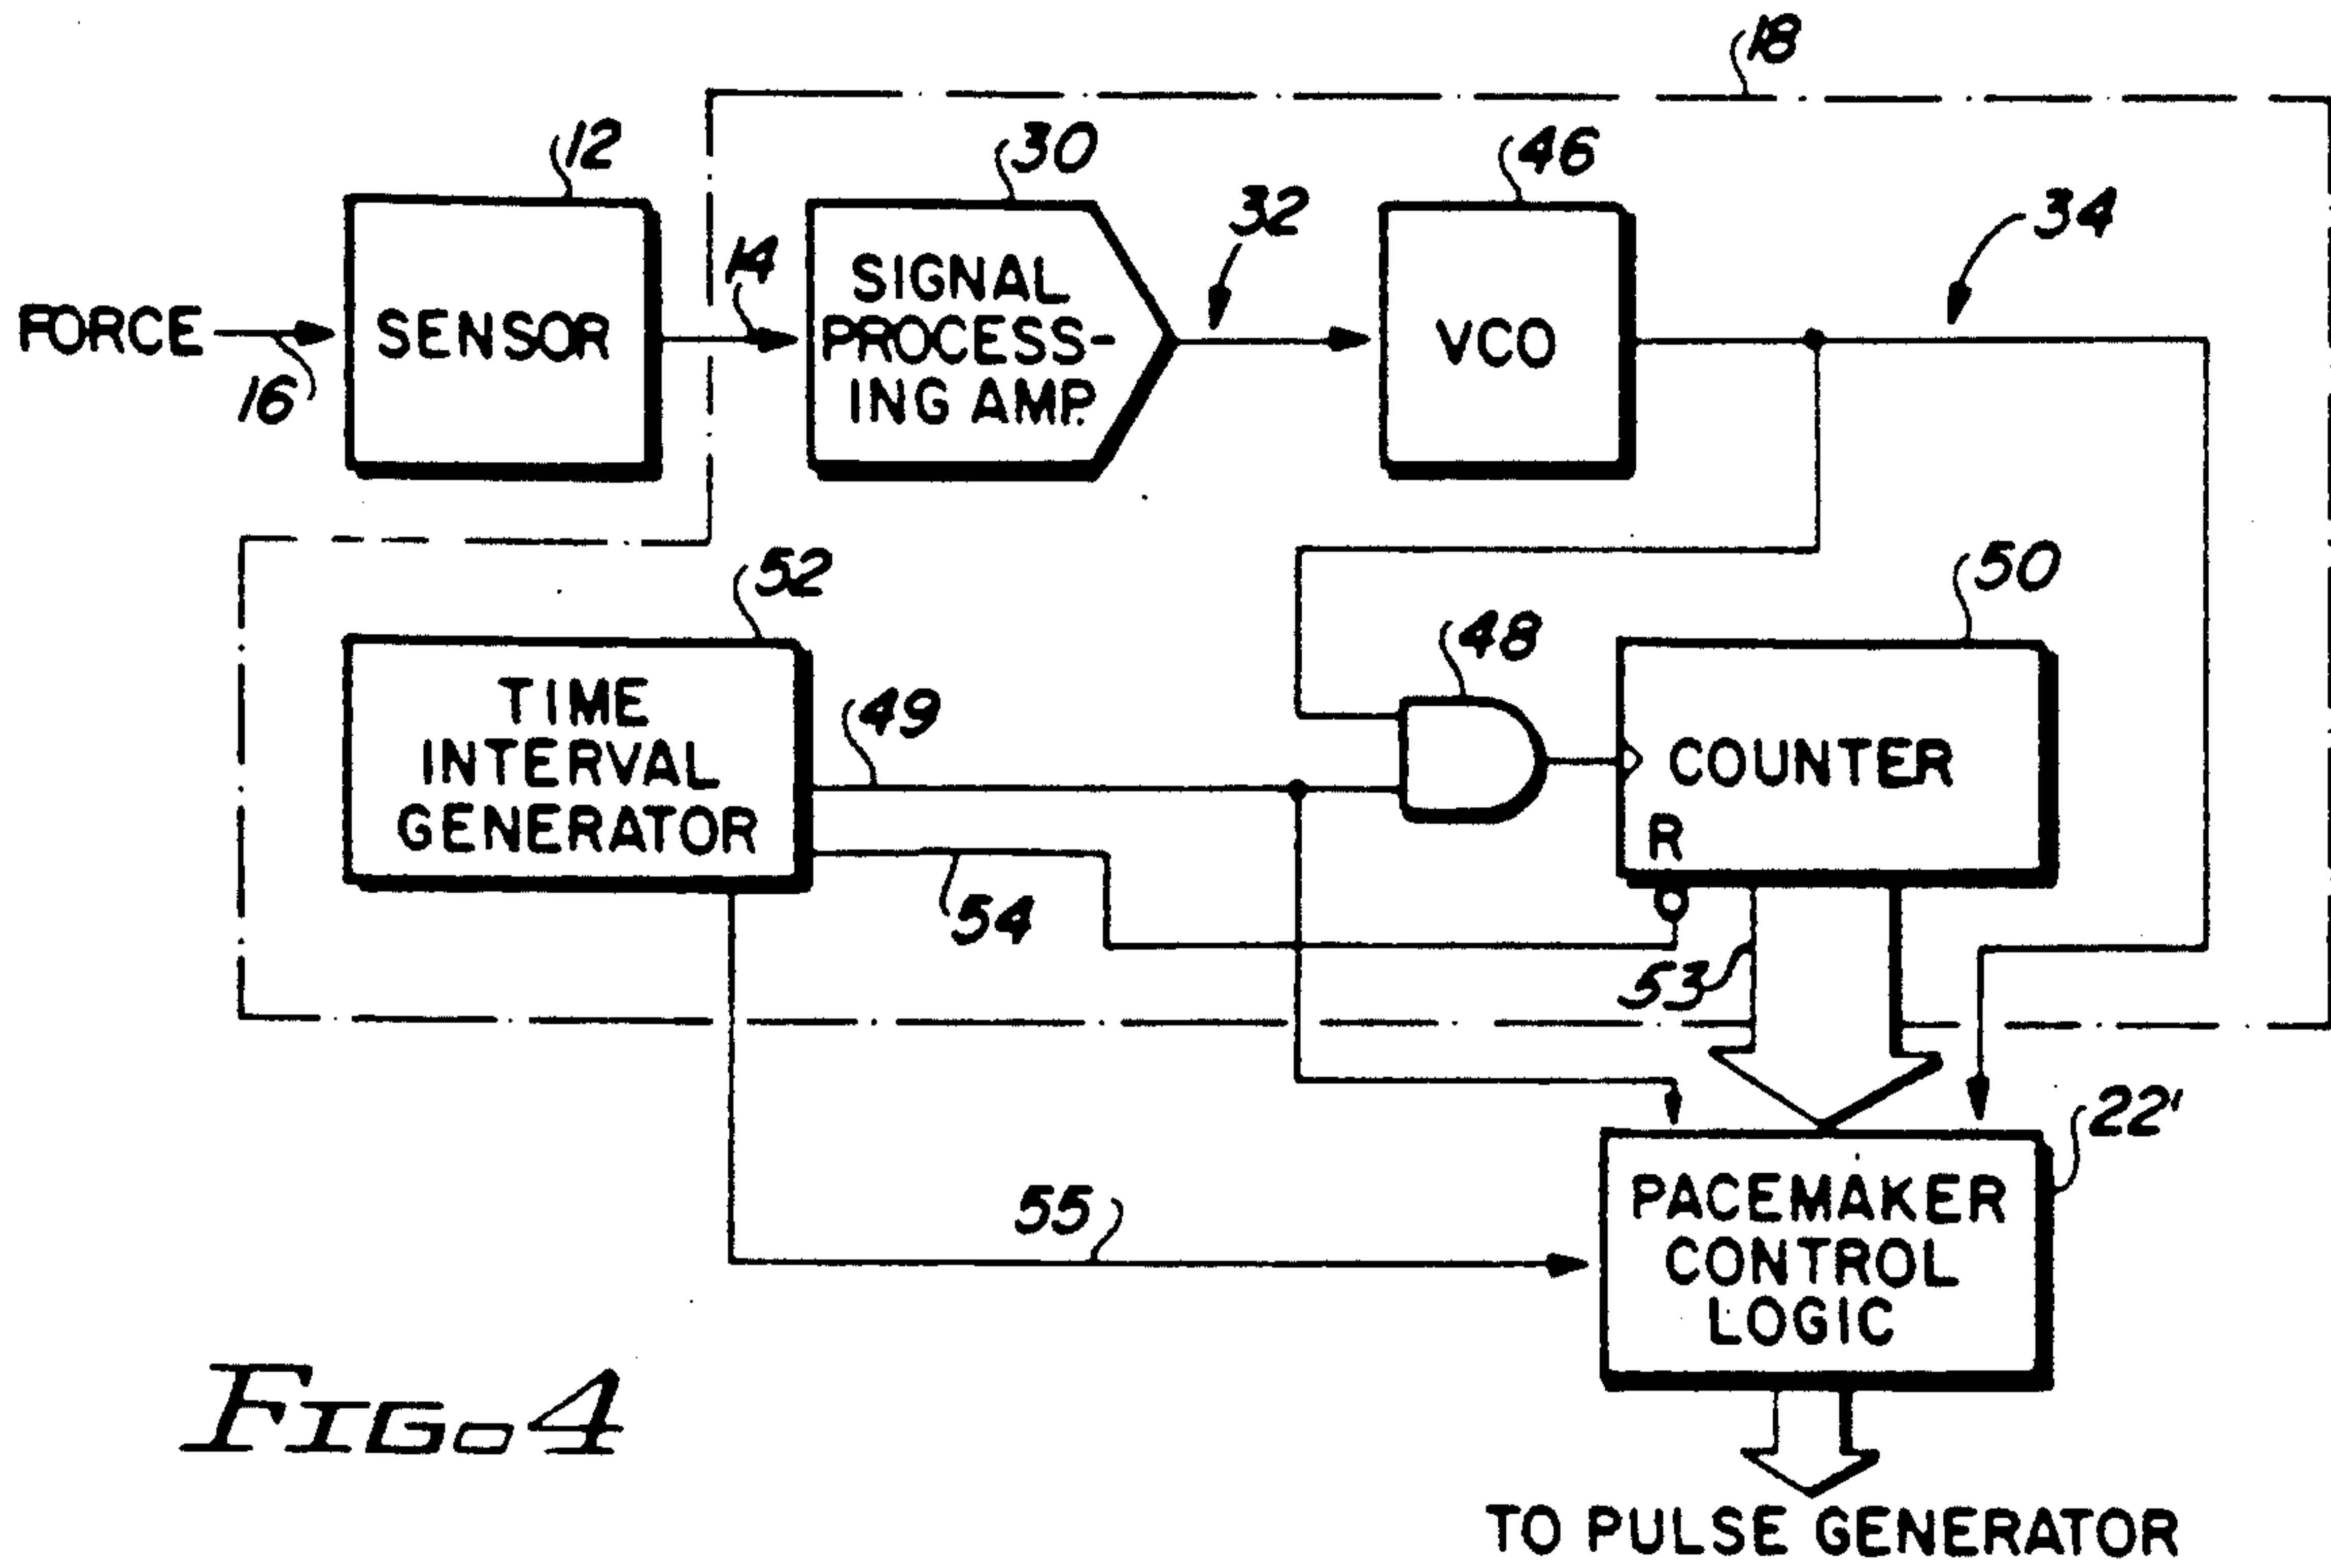 18
12
30
46
32
34
14
FORCE
16
SENSOR
SIGNAL
PROCESS-
ING AMP.
VCO
52
50
48
49
TIME
INTERVAL
GENERATOR
COUNTER
R
54
53
22'
55
PACEMAKER
CONTROL
LOGIC
FIG. 4
TO PULSE GENERATOR